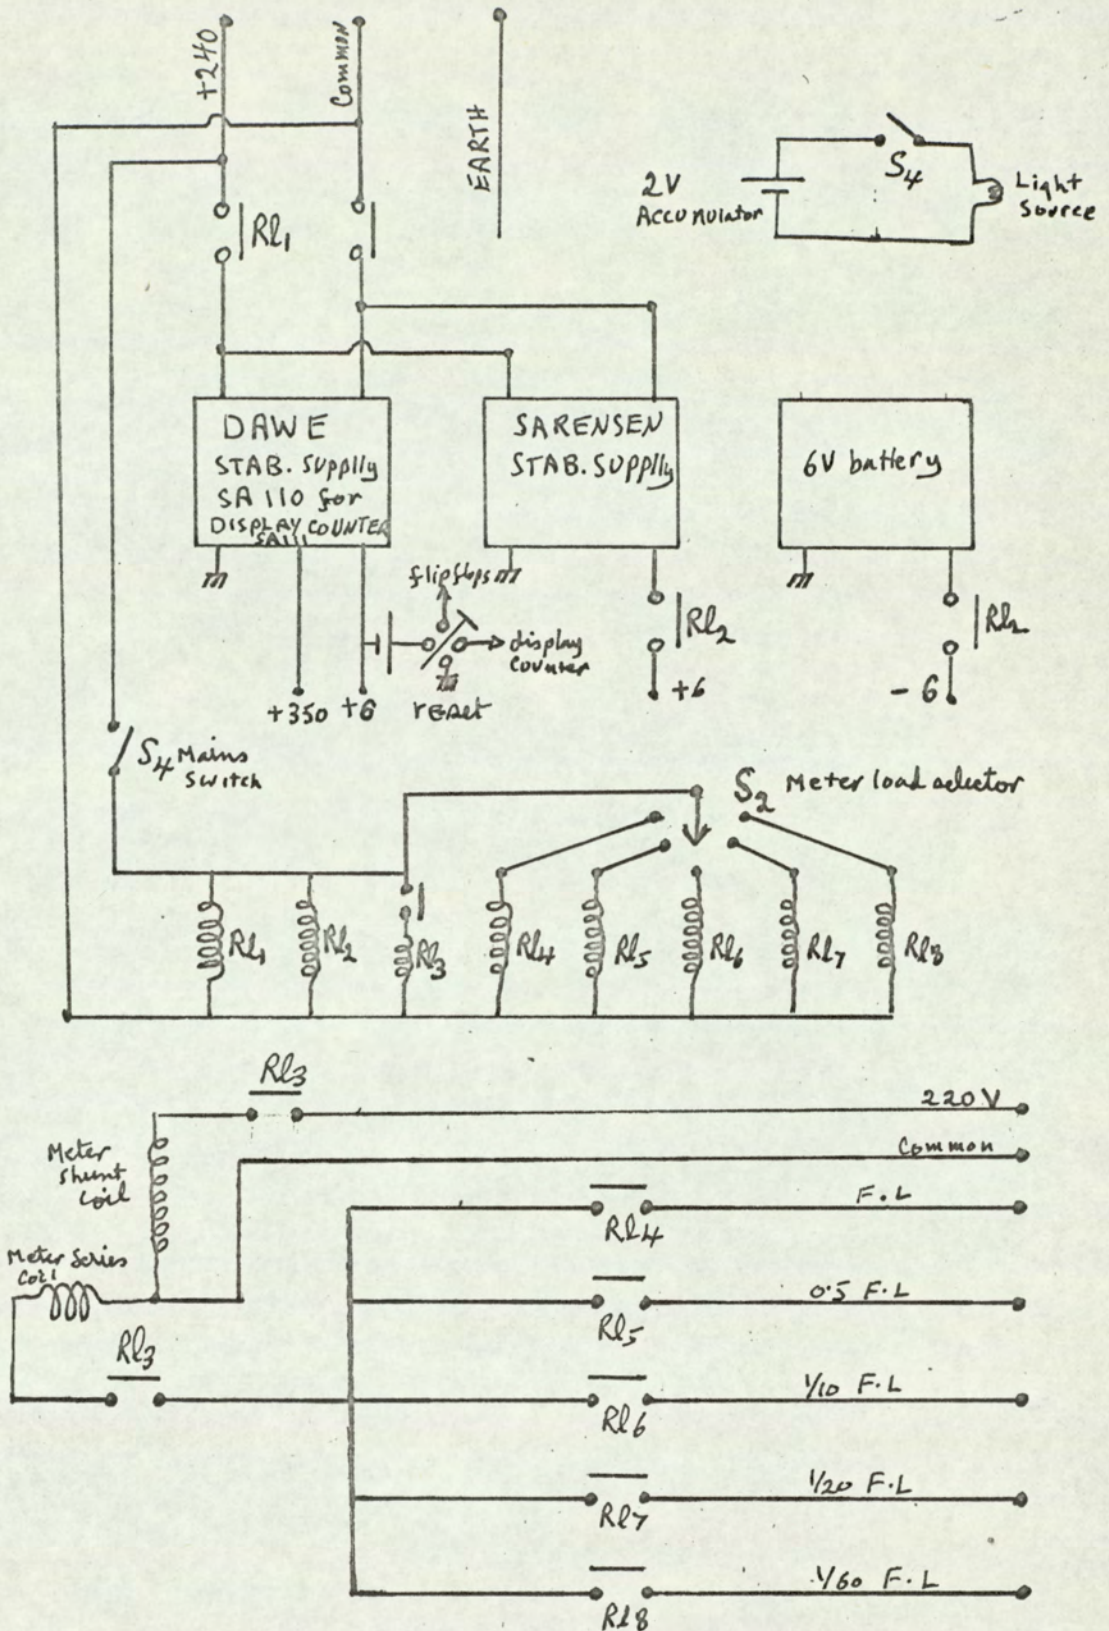 +240
Common
EARTH
Rl1
2V
Accumulator
S4
Light
Source
DAWE
STAB. Supplly
SA 110 for
DISPLAY COUNTER
SA111
SARENSEN
STAB. SUPPlly
6V battery
flipflops
display
counter
reset
+350 +6
Rl2
+6
Rl2
-6
S4 Mains
Switch
S2 Meter load selector
Rl1
Rl2
Rl3
Rl4
Rl5
Rl6
Rl7
Rl8
Rl3
220V
Common
Meter
Shunt
Coil
F.L
Rl4
Meter Series
Coil
0.5 F.L
Rl5
Rl3
1/10 F.L
Rl6
1/20 F.L
Rl7
1/60 F.L
Rl8